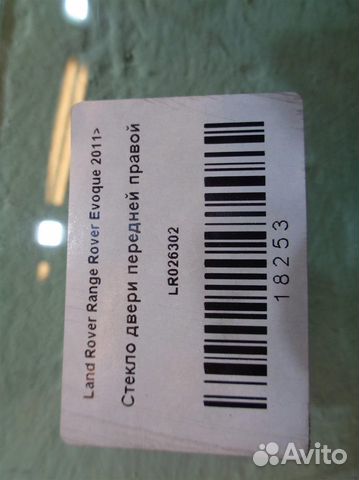 Land Rover Range Rover Evoque 2011>
Стекло двери передней правой
LR026302
18253
Avito